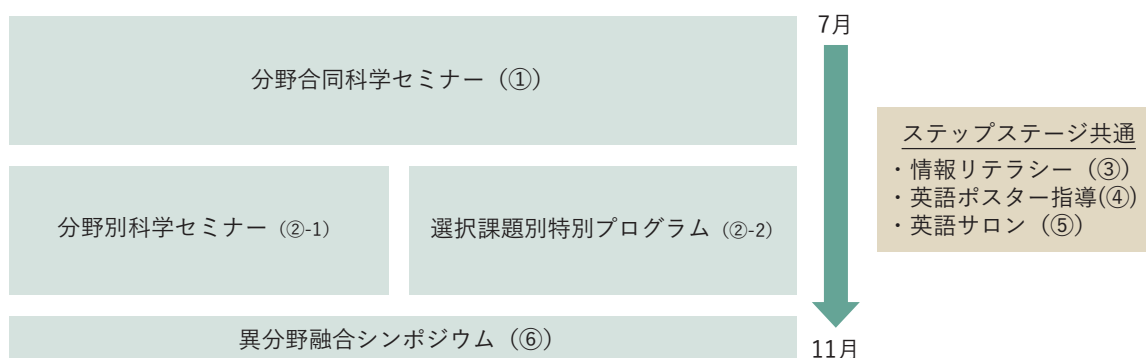 7月
分野合同科学セミナー（①）
ステップステージ共通
・情報リテラシー（③）
・英語ポスター指導(④)
・英語サロン（⑤）
分野別科学セミナー（②-1）
選択課題別特別プログラム（②-2）
異分野融合シンポジウム（⑥）
11月